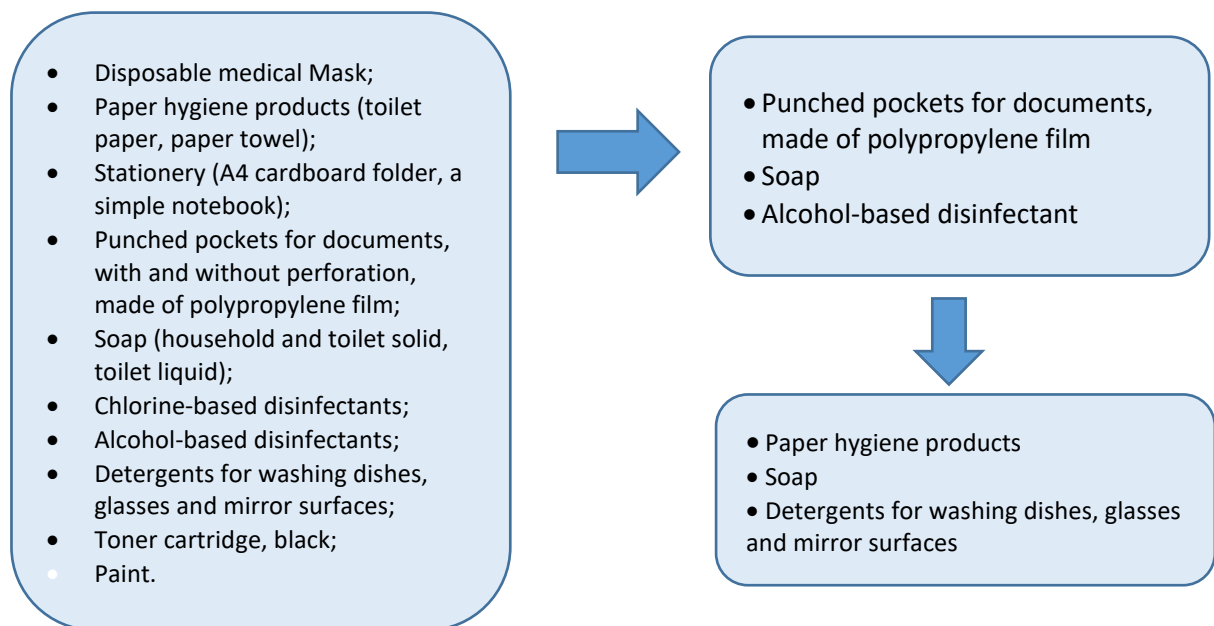 • Disposable medical Mask;
• Paper hygiene products (toilet
paper, paper towel);
• Stationery (A4 cardboard folder, a
simple notebook);
• Punched pockets for documents,
with and without perforation,
made of polypropylene film;
• Soap (household and toilet solid,
toilet liquid);
• Chlorine-based disinfectants;
• Alcohol-based disinfectants;
• Detergents for washing dishes,
glasses and mirror surfaces;
• Toner cartridge, black;
• Paint.
• Punched pockets for documents,
made of polypropylene film
• Soap
• Alcohol-based disinfectant
• Paper hygiene products
• Soap
• Detergents for washing dishes, glasses
and mirror surfaces